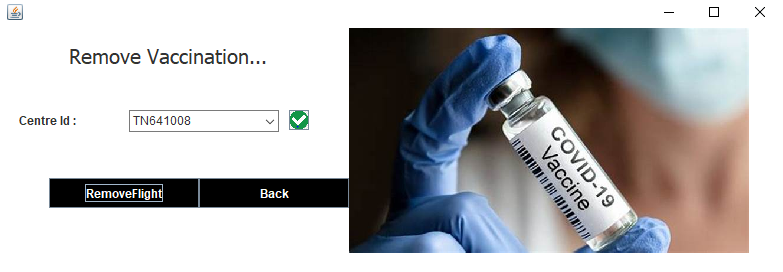 Remove Vaccination...
Centre Id :
TN641008
RemoveFlight
Back
COVID-19
Vaccine